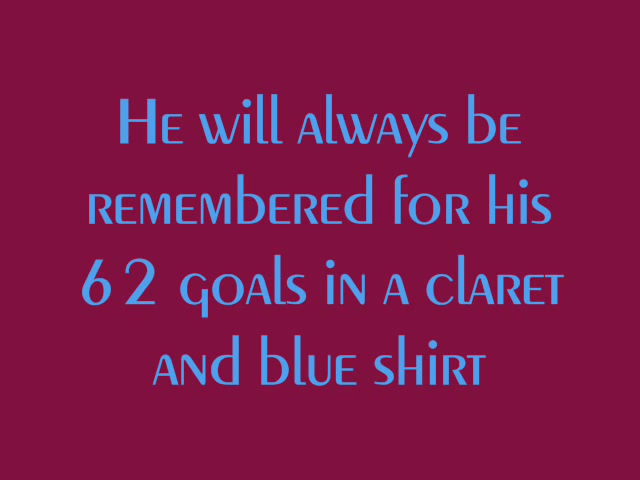 He will always be
remembered for his
62 goals in a claret
and blue shirt